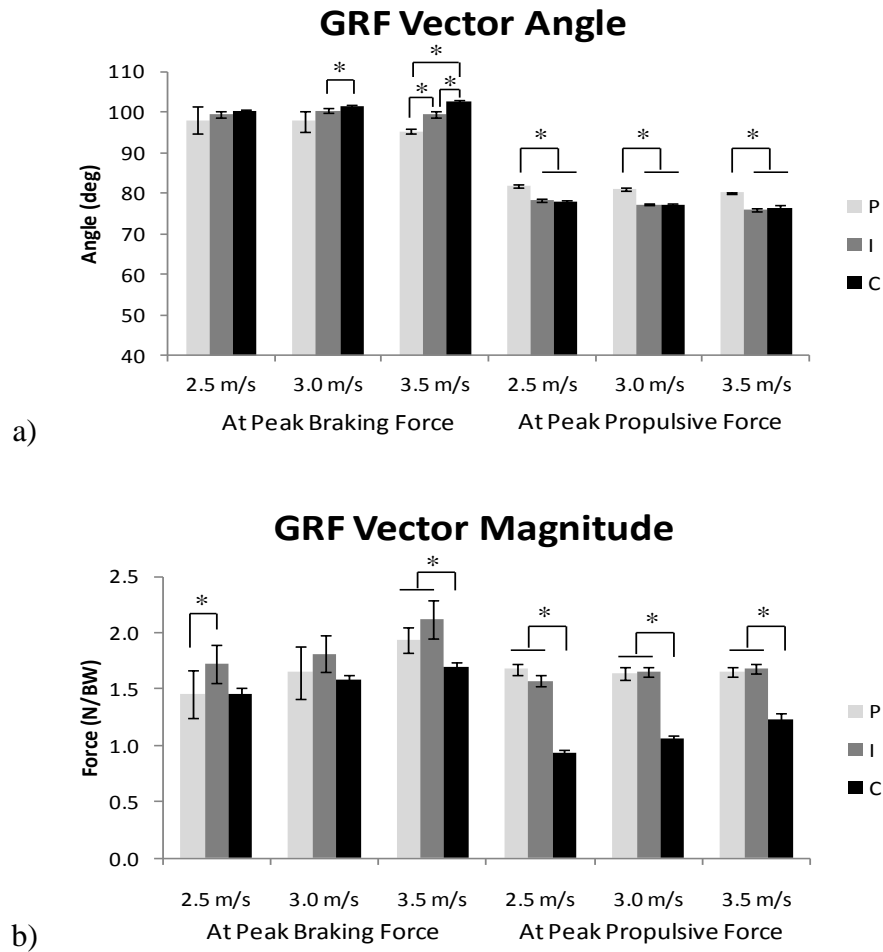 GRF Vector Angle
* * * * * * *
110
100
90
80
70
60
50
40
Angle (deg)
2.5 m/s 3.0 m/s 3.5 m/s 2.5 m/s 3.0 m/s 3.5 m/s
At Peak Braking Force At Peak Propulsive Force
P
I
C
a)
GRF Vector Magnitude
* * * * *
2.5
2.0
1.5
1.0
0.5
0.0
Force (N/BW)
2.5 m/s 3.0 m/s 3.5 m/s 2.5 m/s 3.0 m/s 3.5 m/s
At Peak Braking Force At Peak Propulsive Force
P
I
C
b)